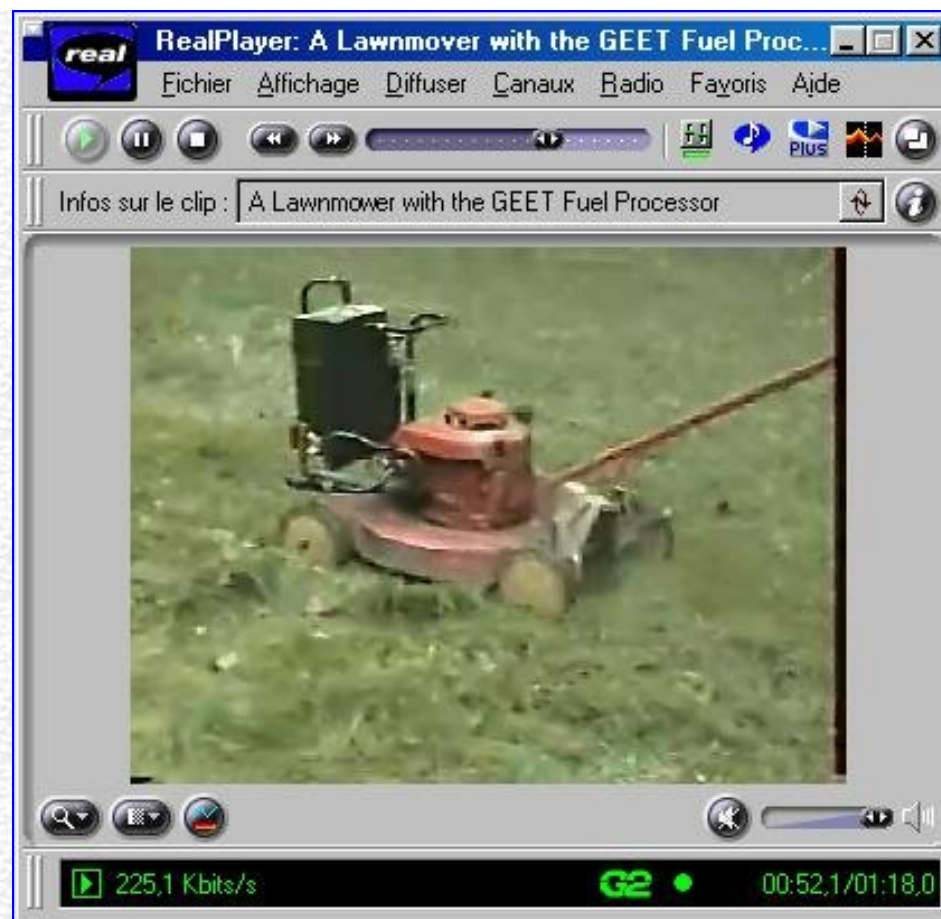 real
RealPlayer: A Lawnmover with the GEET Fuel Proc...
Fichier Affichage Diffuser Canaux Radio Favoris Aide
PLUS
Infos sur le clip : A Lawnmower with the GEET Fuel Processor
225,1 Kbits/s G2 00:52,1/01:18,0